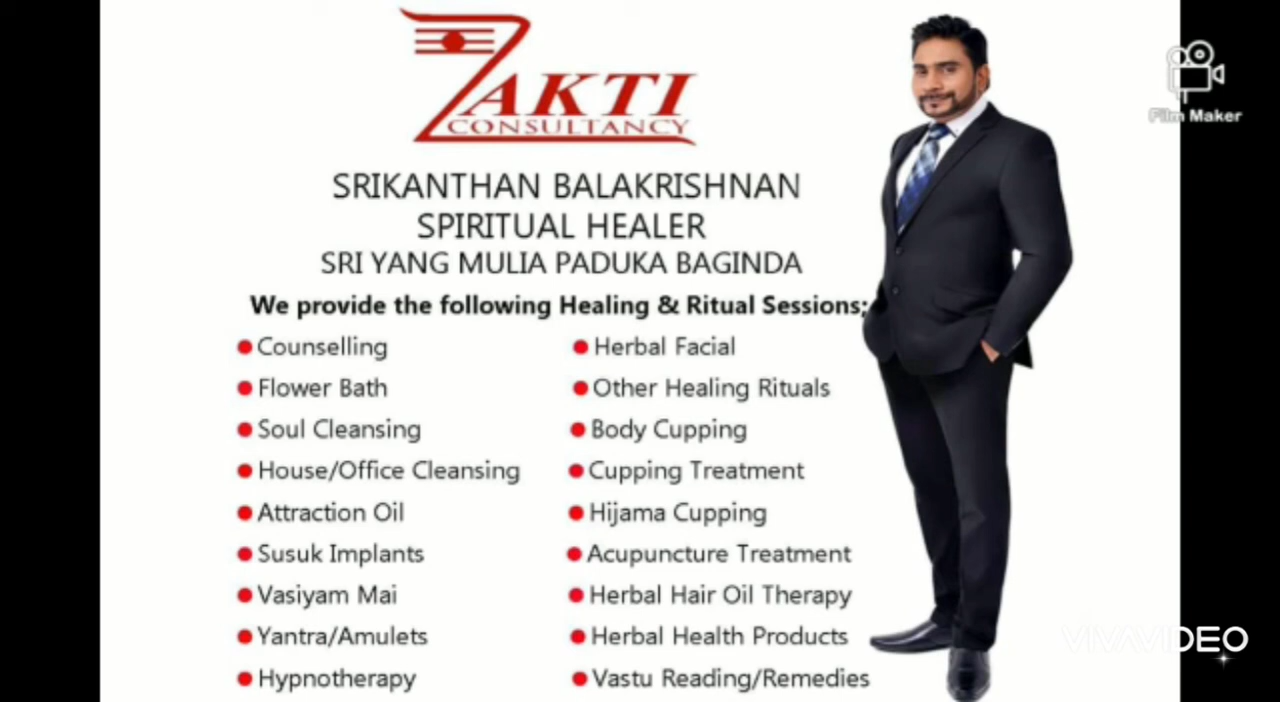 ZAKTI
CONSULTANCY
Film Maker
SRIKANTHAN BALAKRISHNAN
SPIRITUAL HEALER
SRI YANG MULIA PADUKA BAGINDA
We provide the following Healing & Ritual Sessions;
Counselling
Flower Bath
Soul Cleansing
House/Office Cleansing
Attraction Oil
Susuk Implants
Vasiyam Mai
Yantra/Amulets
Hypnotherapy
Herbal Facial
Other Healing Rituals
Body Cupping
Cupping Treatment
Hijama Cupping
Acupuncture Treatment
Herbal Hair Oil Therapy
Herbal Health Products
Vastu Reading/Remedies
VIVAVIDEO